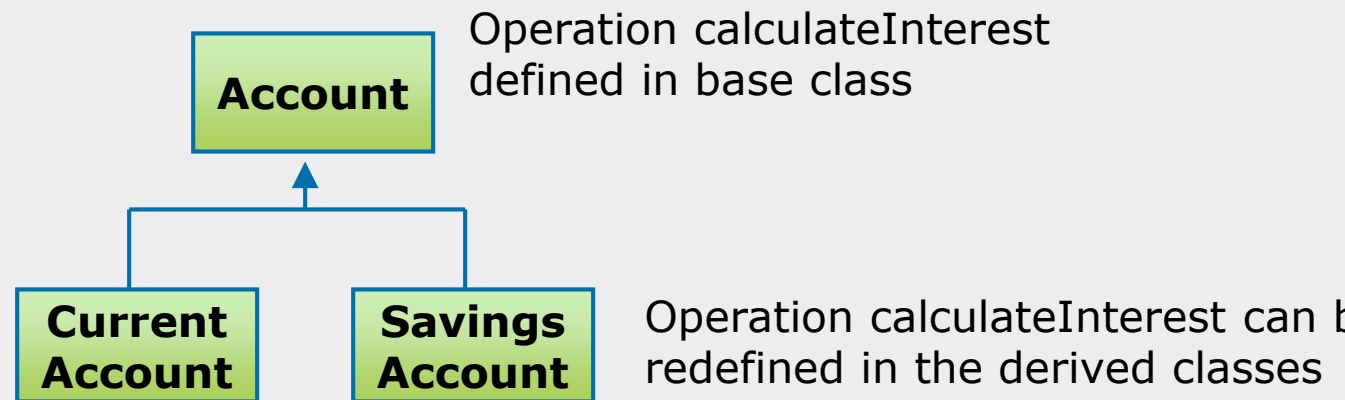 Operation calculateInterest
defined in base class
Account
Current
Account
Savings
Account
Operation calculateInterest can
redefined in the derived classes